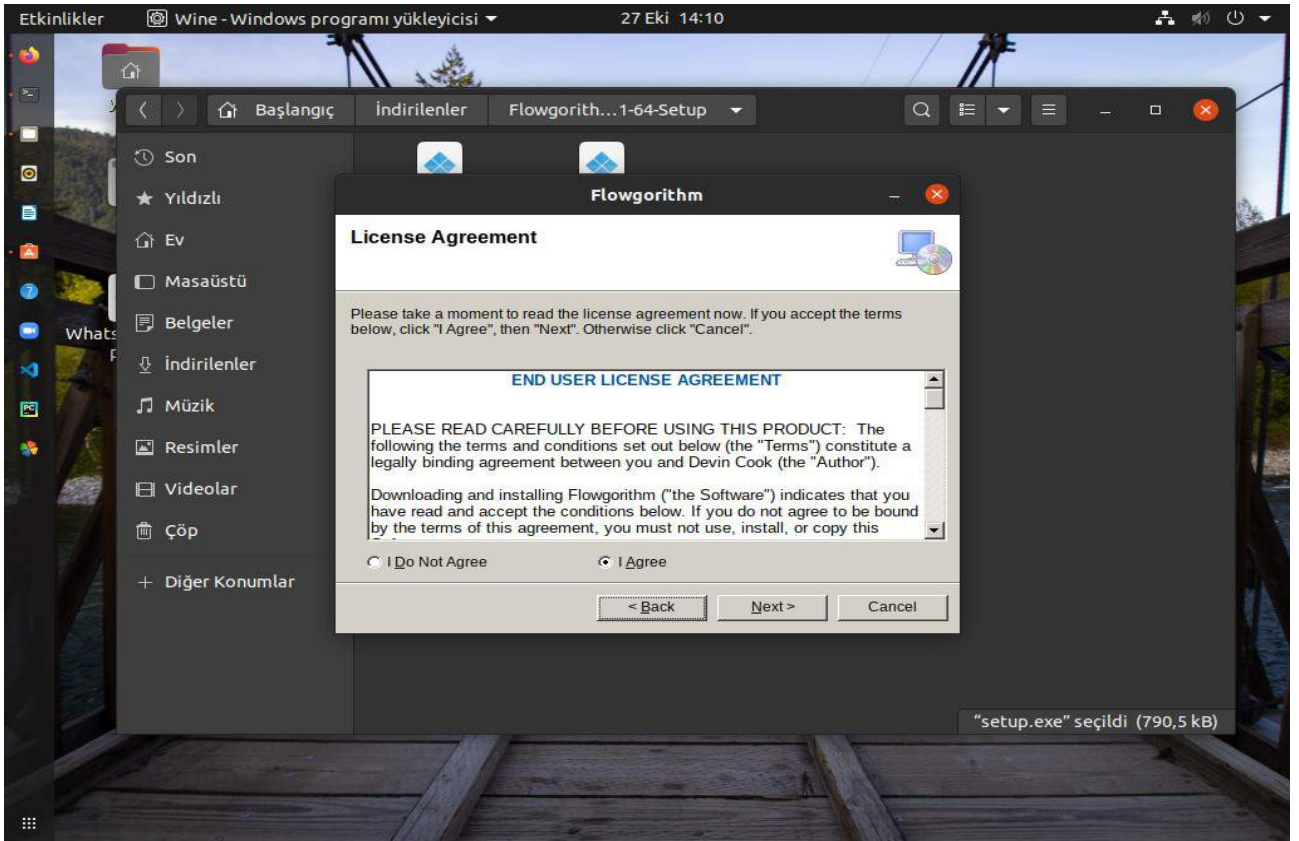 Etkinlikler
Wine - Windows programı yükleyicisi
27 Eki 14:10
Başlangıç
İndirilenler
Flowgorith...1-64-Setup
Son
Yıldızlı
Ev
Masaüstü
Belgeler
İndirilenler
Müzik
Resimler
Videolar
Çöp
+ Diğer Konumlar
Whats
PC
Flowgorithm
License Agreement
Please take a moment to read the license agreement now. If you accept the terms
below, click "I Agree", then "Next". Otherwise click "Cancel".
END USER LICENSE AGREEMENT
PLEASE READ CAREFULLY BEFORE USING THIS PRODUCT: The
following the terms and conditions set out below (the "Terms") constitute a
legally binding agreement between you and Devin Cook (the "Author").
Downloading and installing Flowgorithm ("the Software") indicates that you
have read and accept the conditions below. If you do not agree to be bound
by the terms of this agreement, you must not use, install, or copy this
I Do Not Agree
I Agree
< Back
Next >
Cancel
"setup.exe" seçildi (790,5 kB)